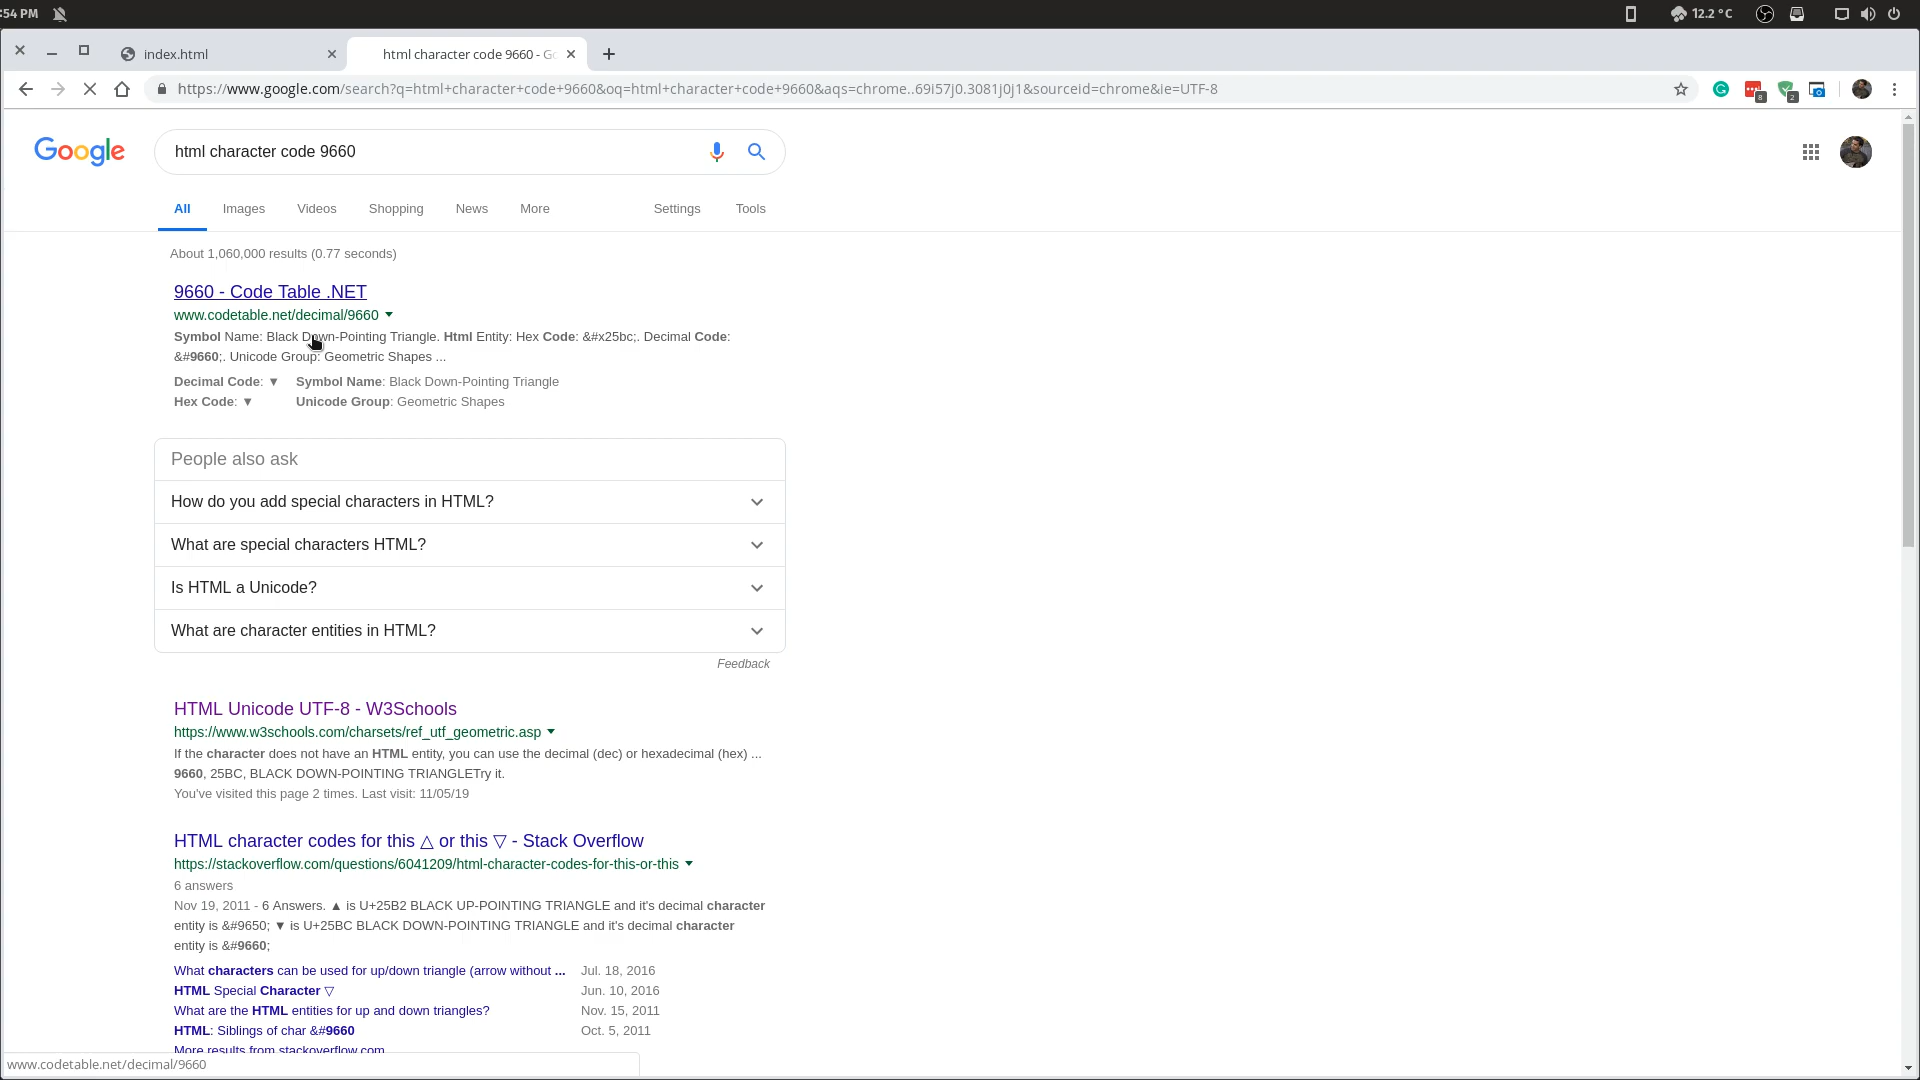 :54 PM
12.2 °C
index.html
html character code 9660 - Go
https://www.google.com/search?q=html+character+code+9660&oq=html+character+code+9660&aqs=chrome..69i57j0.3081j0j1&sourceid=chrome&ie=UTF-8
8
2
Google
html character code 9660
All Images Videos Shopping News More Settings Tools
About 1,060,000 results (0.77 seconds)
9660 - Code Table .NET
www.codetable.net/decimal/9660 ▼
Symbol Name: Black Down-Pointing Triangle. Html Entity: Hex Code: &#x25bc;. Decimal Code:
&#9660;. Unicode Group: Geometric Shapes ...
Decimal Code: ▼ Symbol Name: Black Down-Pointing Triangle
Hex Code: ▼ Unicode Group: Geometric Shapes
People also ask
How do you add special characters in HTML?
What are special characters HTML?
Is HTML a Unicode?
What are character entities in HTML?
Feedback
HTML Unicode UTF-8 - W3Schools
https://www.w3schools.com/charsets/ref_utf_geometric.asp ▼
If the character does not have an HTML entity, you can use the decimal (dec) or hexadecimal (hex) ...
9660, 25BC, BLACK DOWN-POINTING TRIANGLETry it.
You've visited this page 2 times. Last visit: 11/05/19
HTML character codes for this △ or this ▽ - Stack Overflow
https://stackoverflow.com/questions/6041209/html-character-codes-for-this-or-this ▼
6 answers
Nov 19, 2011 - 6 Answers. ▲ is U+25B2 BLACK UP-POINTING TRIANGLE and it's decimal character
entity is &#9650; ▼ is U+25BC BLACK DOWN-POINTING TRIANGLE and it's decimal character
entity is &#9660;
What characters can be used for up/down triangle (arrow without ... Jul. 18, 2016
HTML Special Character ▽ Jun. 10, 2016
What are the HTML entities for up and down triangles? Nov. 15, 2011
HTML: Siblings of char &#9660 Oct. 5, 2011
More results from stackoverflow.com
www.codetable.net/decimal/9660